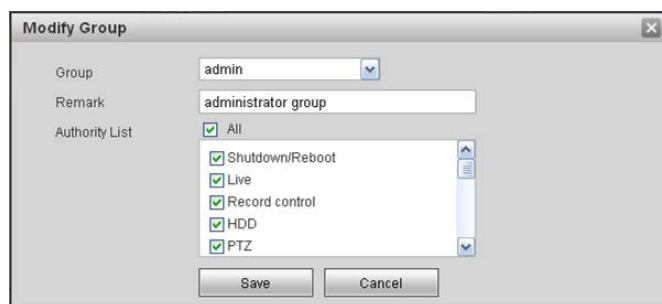 Modify Group
Group admin
Remark administrator group
Authority List All
Shutdown/Reboot
Live
Record control
HDD
PTZ
Save Cancel